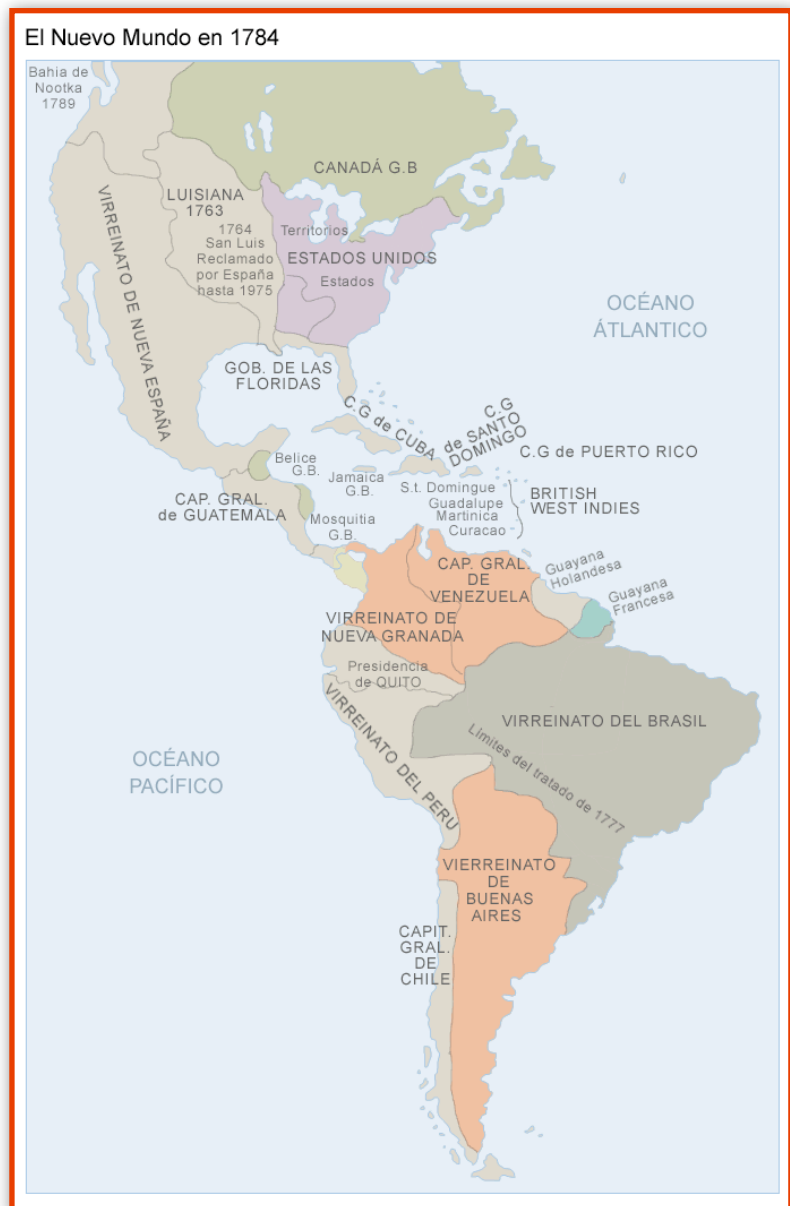 El Nuevo Mundo en 1784
Bahia de
Nootka
1789
CANADÁ G.B
VIRREINATO DE NUEVA ESPAÑA
LUISIANA
1763
1764
San Luis
Reclamado
por España
hasta 1975
Territorios
ESTADOS UNIDOS
Estados
OCÉANO
ÁTLANTICO
GOB. DE LAS
FLORIDAS
C.G de CUBA
C.G
de SANTO
DOMINGO
C.G de PUERTO RICO
Belice
G.B.
Jamaica
G.B.
CAP. GRAL.
de GUATEMALA
Mosquitia
G.B.
S.t. Domingue
Guadalupe
Martinica
Curacao
BRITISH
WEST INDIES
CAP. GRAL.
DE
VENEZUELA
Guayana
Holandesa
Guayana
Francesa
VIRREINATO DE
NUEVA GRANADA
Presidencia
de QUITO
VIRREINATO DEL PERÚ
VIRREINATO DEL BRASIL
Límites del tratado de 1777
OCÉANO
PACÍFICO
VIERREINATO
DE
BUENAS
AIRES
CAPIT.
GRAL.
DE
CHILE